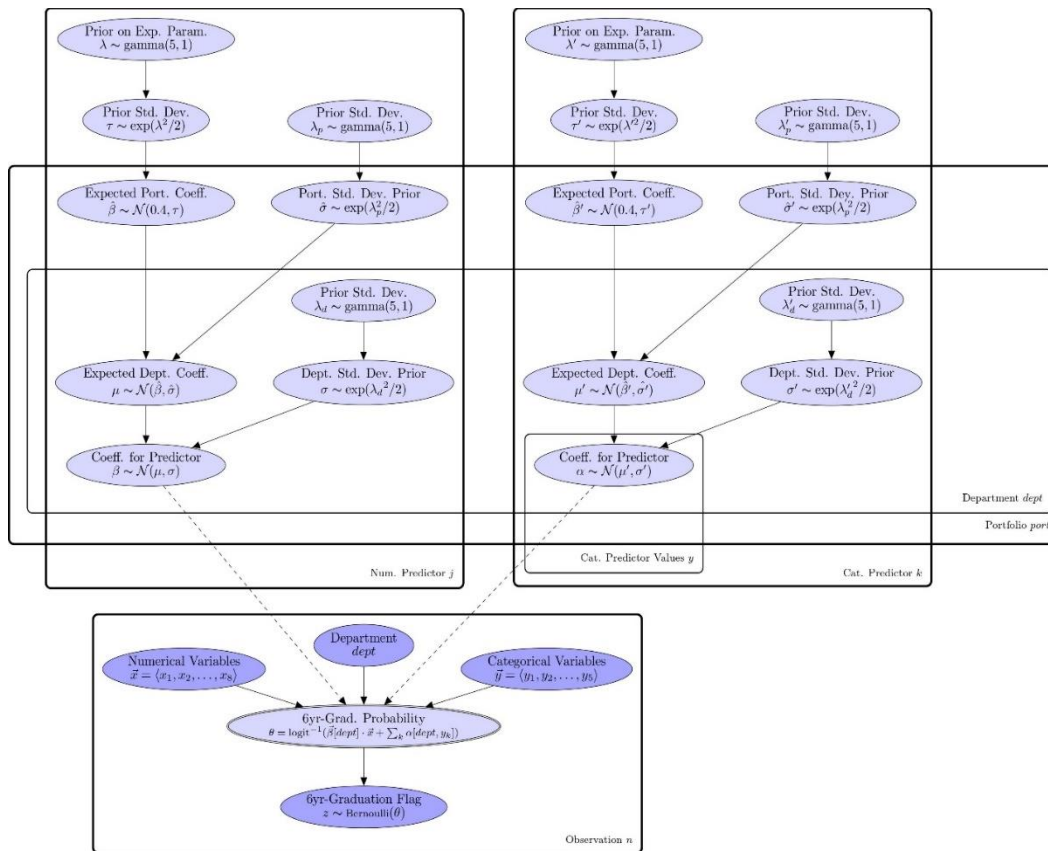 Prior on Exp. Param.
λ ∼ gamma(5, 1)
Prior on Exp. Param.
λ′ ∼ gamma(5, 1)
Prior Std. Dev.
τ ∼ exp(λ²/2)
Prior Std. Dev.
λₚ ∼ gamma(5, 1)
Prior Std. Dev.
τ′ ∼ exp(λ′²/2)
Prior Std. Dev.
λ′ₚ ∼ gamma(5, 1)
Expected Port. Coeff.
β̂ ∼ 𝒩(0.4, τ)
Port. Std. Dev. Prior
σ̂ ∼ exp(λₚ²/2)
Expected Port. Coeff.
β̂′ ∼ 𝒩(0.4, τ′)
Port. Std. Dev. Prior
σ̂′ ∼ exp(λ′ₚ²/2)
Prior Std. Dev.
λ_d ∼ gamma(5, 1)
Prior Std. Dev.
λ′_d ∼ gamma(5, 1)
Expected Dept. Coeff.
μ ∼ 𝒩(β̂, σ̂)
Dept. Std. Dev. Prior
σ ∼ exp(λ_d²/2)
Expected Dept. Coeff.
μ′ ∼ 𝒩(β̂′, σ̂′)
Dept. Std. Dev. Prior
σ′ ∼ exp(λ′_d²/2)
Coeff. for Predictor
β ∼ 𝒩(μ, σ)
Coeff. for Predictor
α ∼ 𝒩(μ′, σ′)
Department dept
Portfolio port
Cat. Predictor Values y
Num. Predictor j
Cat. Predictor k
Department
dept
Numerical Variables
x⃗ = ⟨x₁, x₂, . . . , x₈⟩
Categorical Variables
y⃗ = ⟨y₁, y₂, . . . , y₅⟩
6yr-Grad. Probability
θ = logit⁻¹(β⃗[dept] · x⃗ + ∑ₖ α[dept, yₖ])
6yr-Graduation Flag
z ∼ Bernoulli(θ)
Observation n